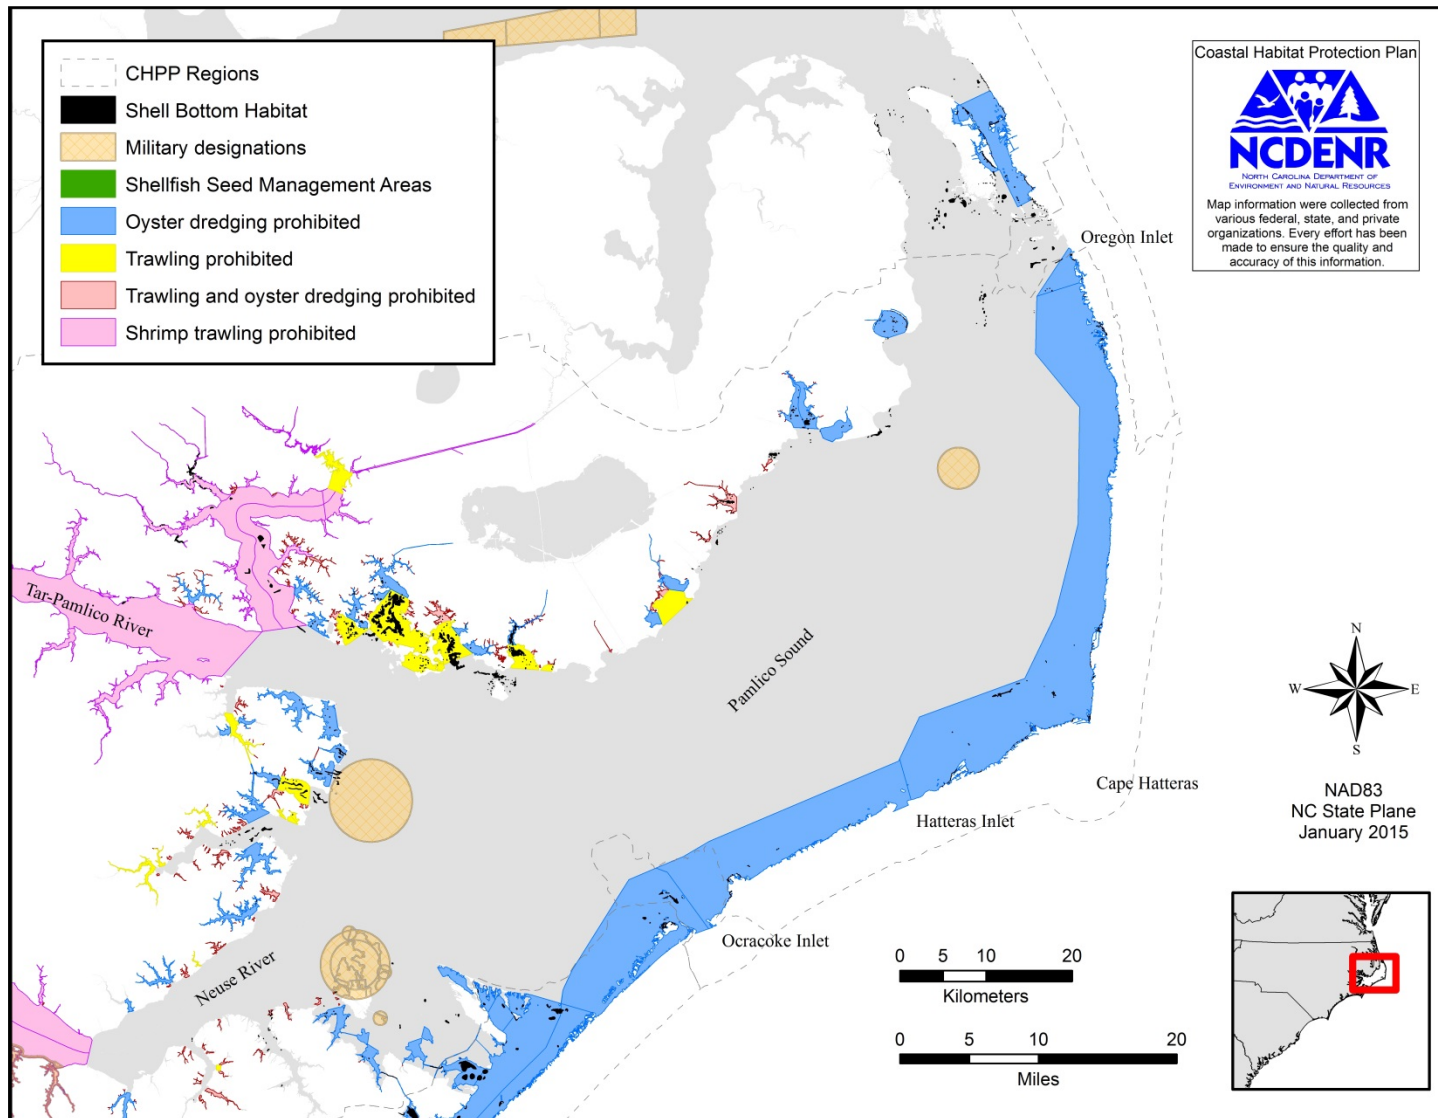 CHPP Regions
Shell Bottom Habitat
Military designations
Shellfish Seed Management Areas
Oyster dredging prohibited
Trawling prohibited
Trawling and oyster dredging prohibited
Shrimp trawling prohibited
Coastal Habitat Protection Plan
NCDENR
NORTH CAROLINA DEPARTMENT OF
ENVIRONMENT AND NATURAL RESOURCES
Map information were collected from
various federal, state, and private
organizations. Every effort has been
made to ensure the quality and
accuracy of this information.
Oregon Inlet
Tar-Pamlico River
Pamlico Sound
N
W
E
S
Cape Hatteras
NAD83
NC State Plane
January 2015
Hatteras Inlet
Ocracoke Inlet
Neuse River
0 5 10 20
Kilometers
0 5 10 20
Miles